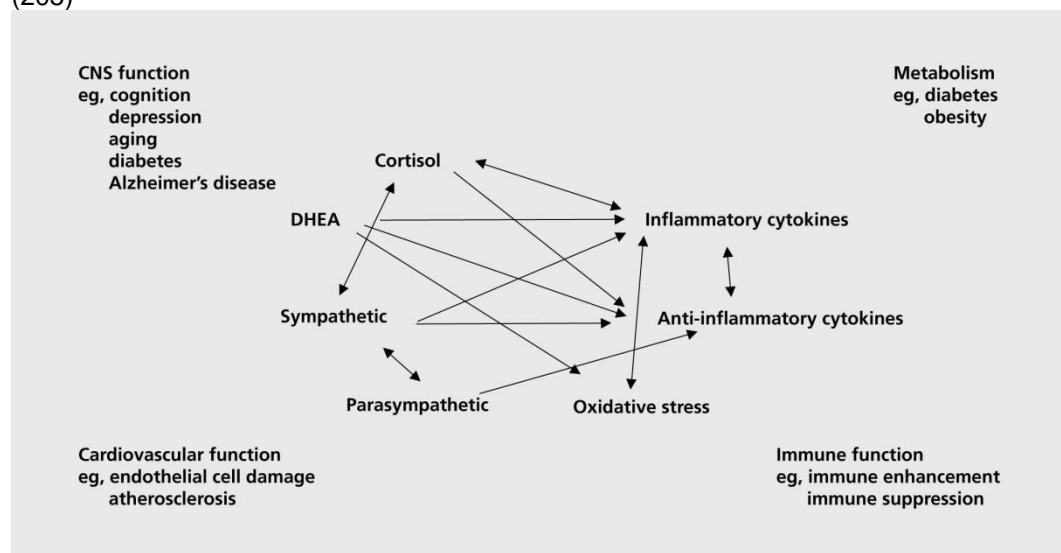 (203)
CNS function
eg, cognition
depression
aging
diabetes
Alzheimer's disease
Metabolism
eg, diabetes
obesity
Cortisol
DHEA
Inflammatory cytokines
Sympathetic
Anti-inflammatory cytokines
Parasympathetic
Oxidative stress
Cardiovascular function
eg, endothelial cell damage
atherosclerosis
Immune function
eg, immune enhancement
immune suppression